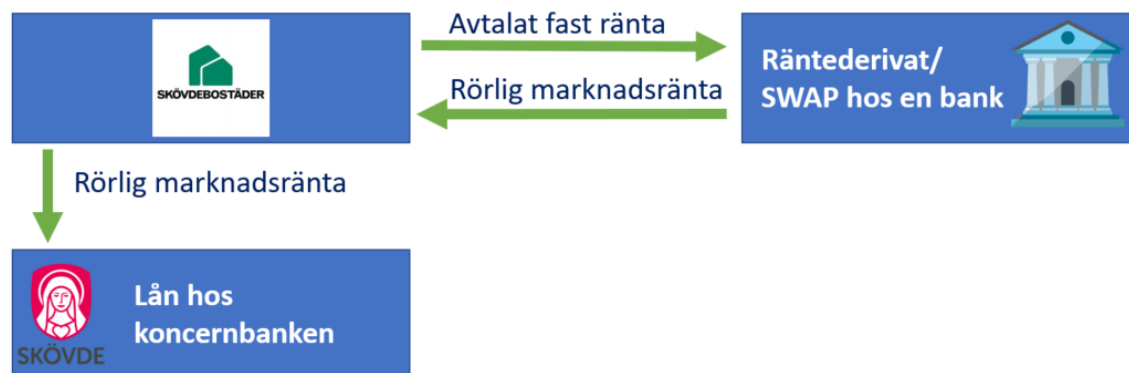 SKÖVDEBOSTÄDER
Avtalat fast ränta
Rörlig marknadsränta
Räntederivat/
SWAP hos en bank
Rörlig marknadsränta
Lån hos
koncernbanken
SKÖVDE